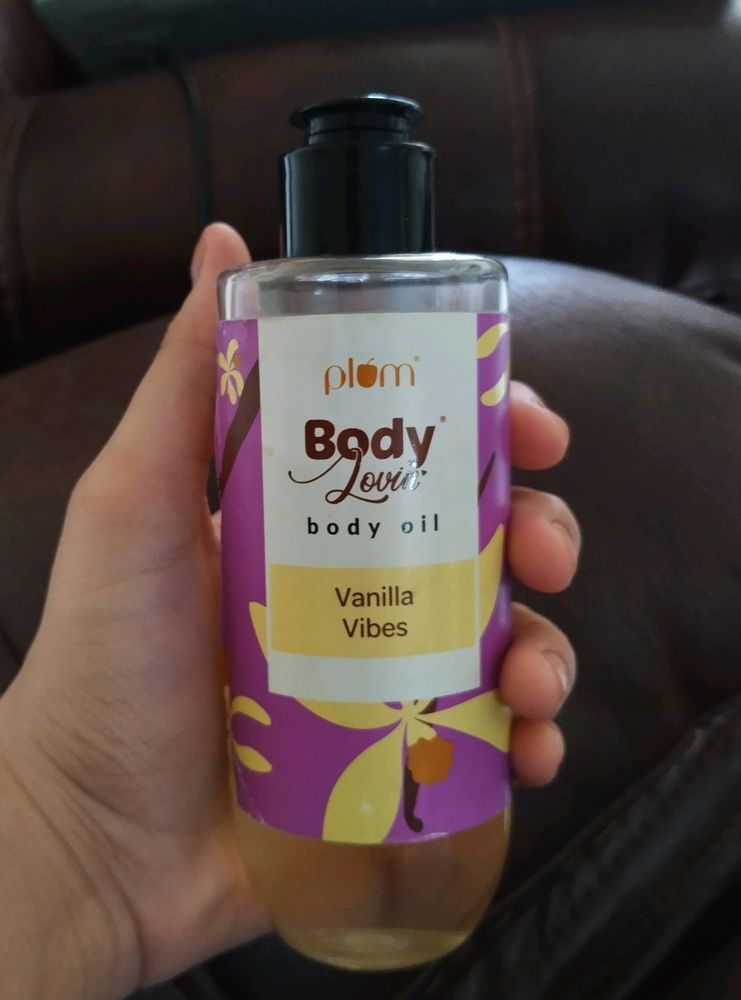 plum®
Body®
Lovin'
body oil
Vanilla
Vibes